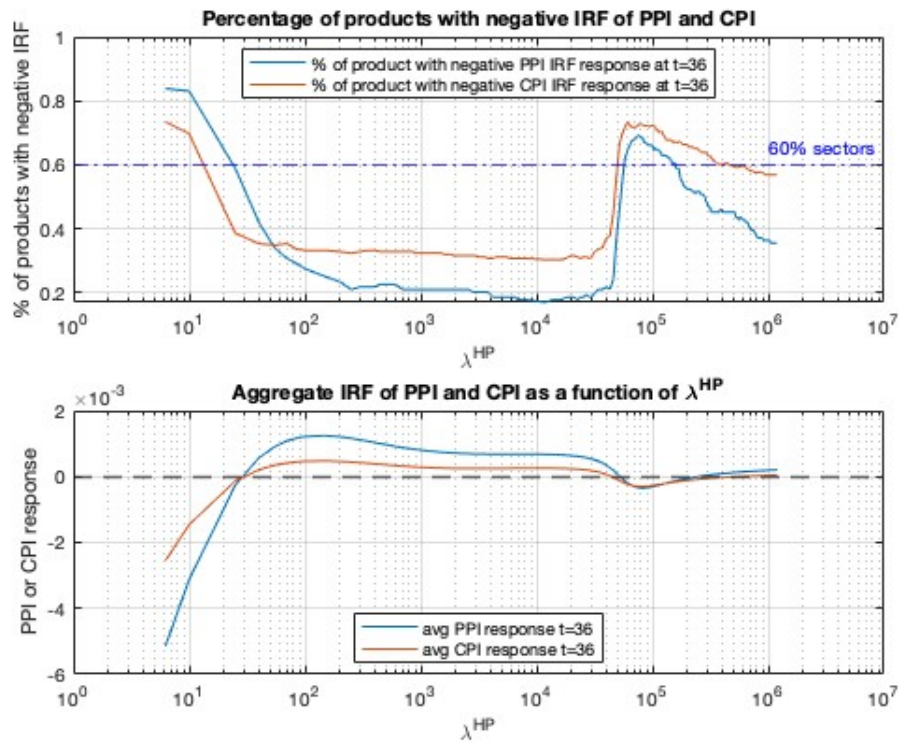 Percentage of products with negative IRF of PPI and CPI
% of products with negative IRF
1
0.8
0.6
0.4
0.2
% of product with negative PPI IRF response at t=36
% of product with negative CPI IRF response at t=36
60% sectors
10^0 10^1 10^2 10^3 10^4 10^5 10^6 10^7
λ^HP
Aggregate IRF of PPI and CPI as a function of λ^HP
×10^-3
PPI or CPI response
2
0
-2
-4
-6
avg PPI response t=36
avg CPI response t=36
10^0 10^1 10^2 10^3 10^4 10^5 10^6 10^7
λ^HP